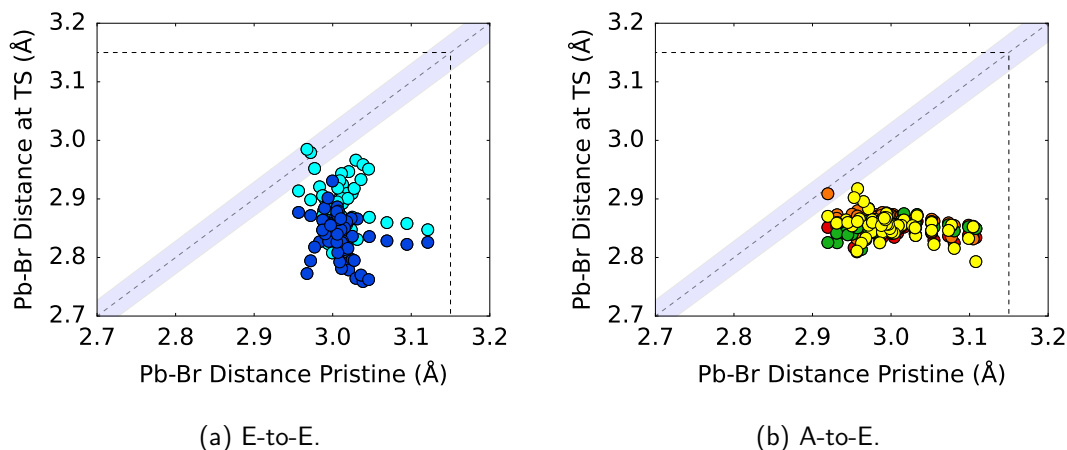 3.2
3.1
3.0
2.9
2.8
2.7
Pb-Br Distance at TS (Å)
2.7 2.8 2.9 3.0 3.1 3.2
Pb-Br Distance Pristine (Å)
(a) E-to-E.
3.2
3.1
3.0
2.9
2.8
2.7
Pb-Br Distance at TS (Å)
2.7 2.8 2.9 3.0 3.1 3.2
Pb-Br Distance Pristine (Å)
(b) A-to-E.